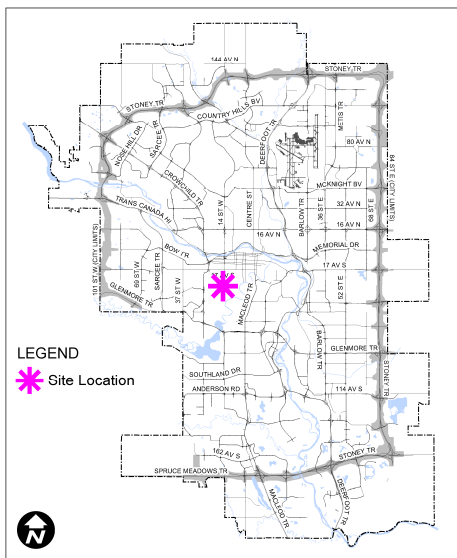 144 AV N
STONEY TR
STONEY TR
COUNTRY HILLS BV
METIS TR
NOSE HILL DR
SARCEE TR
DEERFOOT TR
80 AV N
CROWCHILD TR
MCKNIGHT BV
84 ST E (CITY LIMITS)
TRANS CANADA HI
14 ST W
CENTRE ST
BARLOW TR
36 ST E
32 AV N
68 ST E
16 AV N
16 AV N
BOW TR
MEMORIAL DR
17 AV S
17 AV S
101 ST W (CITY LIMITS)
69 ST W
SARCEE TR
37 ST W
MACLEOD TR
52 ST E
GLENMORE TR
BARLOW TR
GLENMORE TR
LEGEND
Site Location
SOUTHLAND DR
ANDERSON RD
114 AV S
STONEY TR
162 AV S
STONEY TR
SPRUCE MEADOWS TR
MACLEOD TR
DEERFOOT TR
N